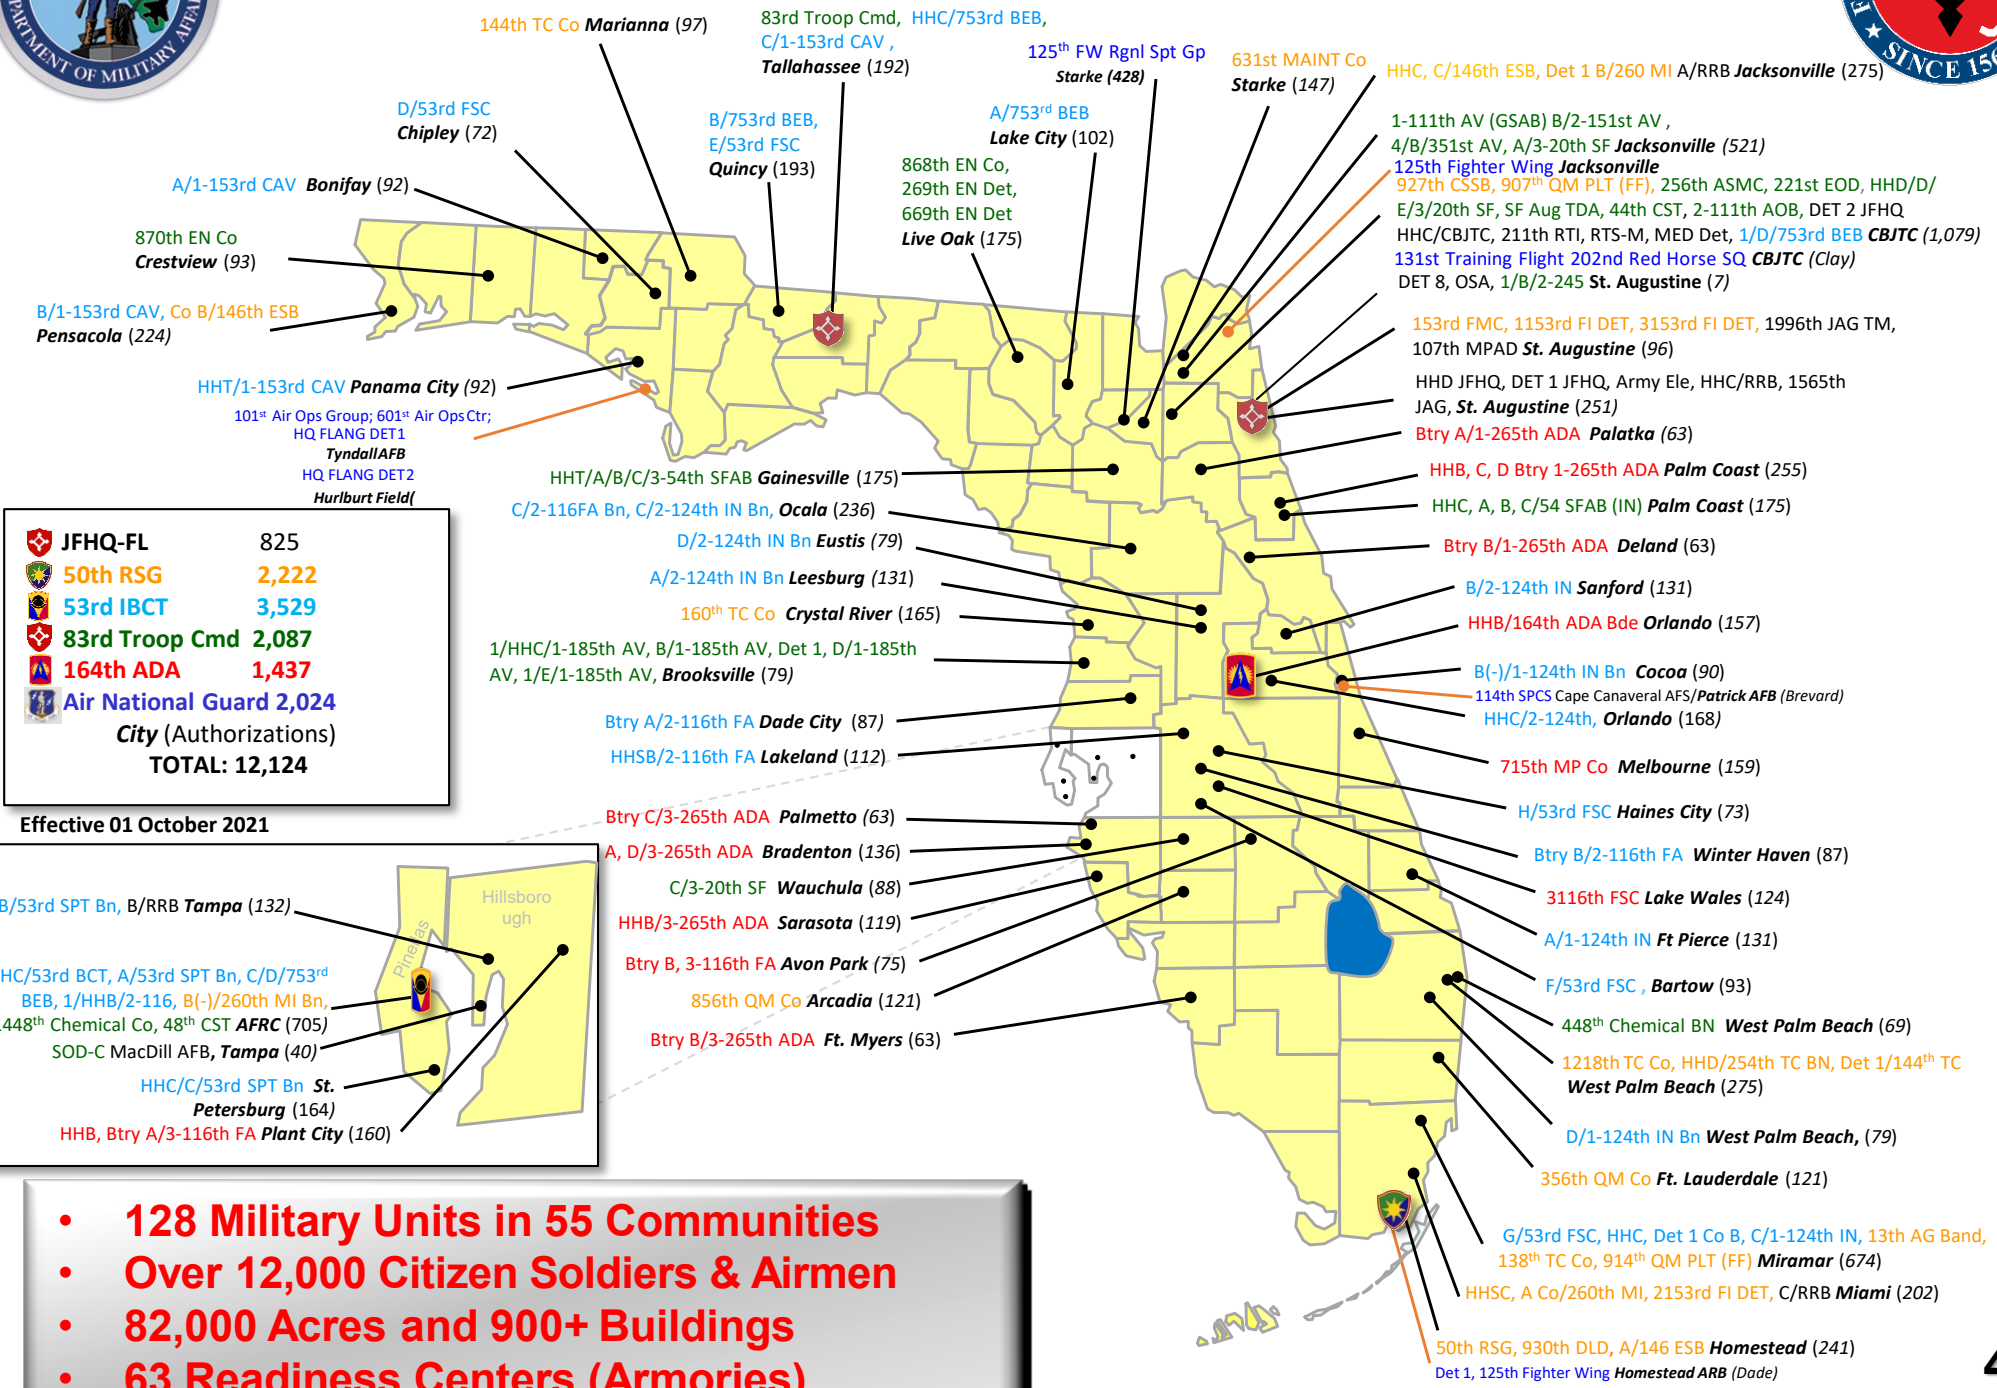 PARTMENT OF MILITARY AFFAI
SINCE 156
144th TC Co Marianna (97)
83rd Troop Cmd, HHC/753rd BEB,
C/1-153rd CAV ,
Tallahassee (192)
125th FW Rgnl Spt Gp
Starke (428)
631st MAINT Co
Starke (147)
HHC, C/146th ESB, Det 1 B/260 MI A/RRB Jacksonville (275)
D/53rd FSC
Chipley (72)
B/753rd BEB,
E/53rd FSC
Quincy (193)
A/753rd BEB
Lake City (102)
1-111th AV (GSAB) B/2-151st AV ,
4/B/351st AV, A/3-20th SF Jacksonville (521)
125th Fighter Wing Jacksonville
868th EN Co,
269th EN Det,
669th EN Det
Live Oak (175)
A/1-153rd CAV Bonifay (92)
927th CSSB, 907th QM PLT (FF), 256th ASMC, 221st EOD, HHD/D/
E/3/20th SF, SF Aug TDA, 44th CST, 2-111th AOB, DET 2 JFHQ
HHC/CBJTC, 211th RTI, RTS-M, MED Det, 1/D/753rd BEB CBJTC (1,079)
131st Training Flight 202nd Red Horse SQ CBJTC (Clay)
DET 8, OSA, 1/B/2-245 St. Augustine (7)
870th EN Co
Crestview (93)
B/1-153rd CAV, Co B/146th ESB
Pensacola (224)
153rd FMC, 1153rd FI DET, 3153rd FI DET, 1996th JAG TM,
107th MPAD St. Augustine (96)
HHT/1-153rd CAV Panama City (92)
HHD JFHQ, DET 1 JFHQ, Army Ele, HHC/RRB, 1565th
JAG, St. Augustine (251)
101st Air Ops Group; 601st Air Ops Ctr;
HQ FLANG DET1
Tyndall AFB
HQ FLANG DET2
Hurlburt Field(
Btry A/1-265th ADA Palatka (63)
HHT/A/B/C/3-54th SFAB Gainesville (175)
HHB, C, D Btry 1-265th ADA Palm Coast (255)
C/2-116FA Bn, C/2-124th IN Bn, Ocala (236)
HHC, A, B, C/54 SFAB (IN) Palm Coast (175)
D/2-124th IN Bn Eustis (79)
Btry B/1-265th ADA Deland (63)
A/2-124th IN Bn Leesburg (131)
B/2-124th IN Sanford (131)
160th TC Co Crystal River (165)
HHB/164th ADA Bde Orlando (157)
1/HHC/1-185th AV, B/1-185th AV, Det 1, D/1-185th
AV, 1/E/1-185th AV, Brooksville (79)
B(-)/1-124th IN Bn Cocoa (90)
114th SPCS Cape Canaveral AFS/Patrick AFB (Brevard)
HHC/2-124th, Orlando (168)
Btry A/2-116th FA Dade City (87)
HHSB/2-116th FA Lakeland (112)
715th MP Co Melbourne (159)
JFHQ-FL 825
50th RSG 2,222
53rd IBCT 3,529
83rd Troop Cmd 2,087
164th ADA 1,437
Air National Guard 2,024
City (Authorizations)
TOTAL: 12,124
Effective 01 October 2021
Btry C/3-265th ADA Palmetto (63)
H/53rd FSC Haines City (73)
A, D/3-265th ADA Bradenton (136)
Btry B/2-116th FA Winter Haven (87)
C/3-20th SF Wauchula (88)
3116th FSC Lake Wales (124)
HHB/3-265th ADA Sarasota (119)
A/1-124th IN Ft Pierce (131)
Btry B, 3-116th FA Avon Park (75)
F/53rd FSC , Bartow (93)
856th QM Co Arcadia (121)
448th Chemical BN West Palm Beach (69)
Btry B/3-265th ADA Ft. Myers (63)
1218th TC Co, HHD/254th TC BN, Det 1/144th TC
West Palm Beach (275)
D/1-124th IN Bn West Palm Beach, (79)
356th QM Co Ft. Lauderdale (121)
G/53rd FSC, HHC, Det 1 Co B, C/1-124th IN, 13th AG Band,
138th TC Co, 914th QM PLT (FF) Miramar (674)
HHSC, A Co/260th MI, 2153rd FI DET, C/RRB Miami (202)
50th RSG, 930th DLD, A/146 ESB Homestead (241)
Det 1, 125th Fighter Wing Homestead ARB (Dade)
Pinellas
Hillsboro
ugh
B/53rd SPT Bn, B/RRB Tampa (132)
HC/53rd BCT, A/53rd SPT Bn, C/D/753rd
BEB, 1/HHB/2-116, B(-)/260th MI Bn,
448th Chemical Co, 48th CST AFRC (705)
SOD-C MacDill AFB, Tampa (40)
HHC/C/53rd SPT Bn St.
Petersburg (164)
HHB, Btry A/3-116th FA Plant City (160)
• 128 Military Units in 55 Communities
• Over 12,000 Citizen Soldiers & Airmen
• 82,000 Acres and 900+ Buildings
• 63 Readiness Centers (Armories)
4